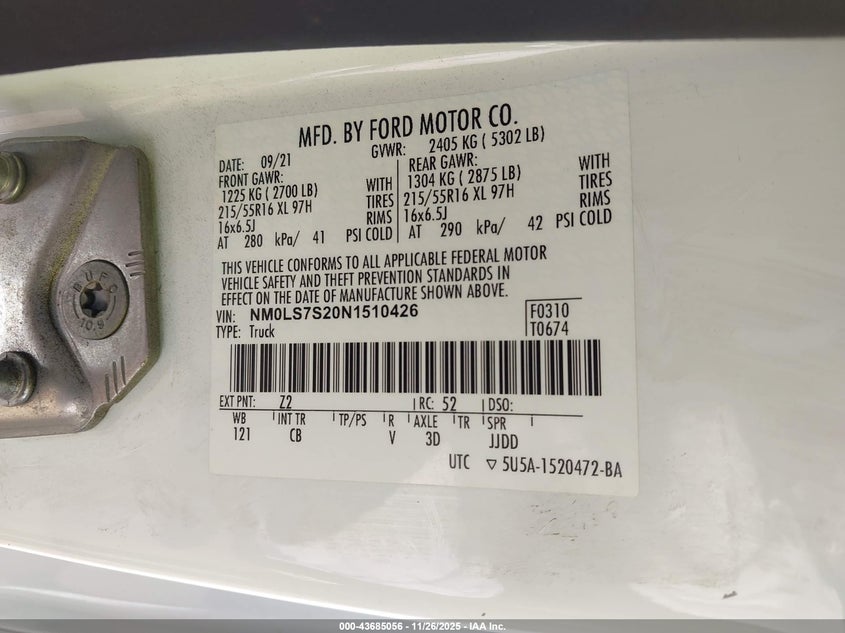 MFD. BY FORD MOTOR CO.
DATE: 09/21 GVWR: 2405 KG ( 5302 LB)
FRONT GAWR: REAR GAWR:
1225 KG ( 2700 LB) WITH 1304 KG ( 2875 LB) WITH
215/55R16 XL 97H TIRES 215/55R16 XL 97H TIRES
16x6.5J RIMS 16x6.5J RIMS
AT 280 kPa/ 41 PSI COLD AT 290 kPa/ 42 PSI COLD
THIS VEHICLE CONFORMS TO ALL APPLICABLE FEDERAL MOTOR
VEHICLE SAFETY AND THEFT PREVENTION STANDARDS IN
EFFECT ON THE DATE OF MANUFACTURE SHOWN ABOVE.
VIN: NM0LS7S20N1510426 F0310
TYPE: Truck T0674
EXT PNT: Z2 RC: 52 DSO:
WB INT TR TP/PS R AXLE TR SPR
121 CB V 3D JJDD
UTC ▽ 5U5A-1520472-BA
BUFO
10.9
000-43685056 - 11/26/2025 - IAA Inc.